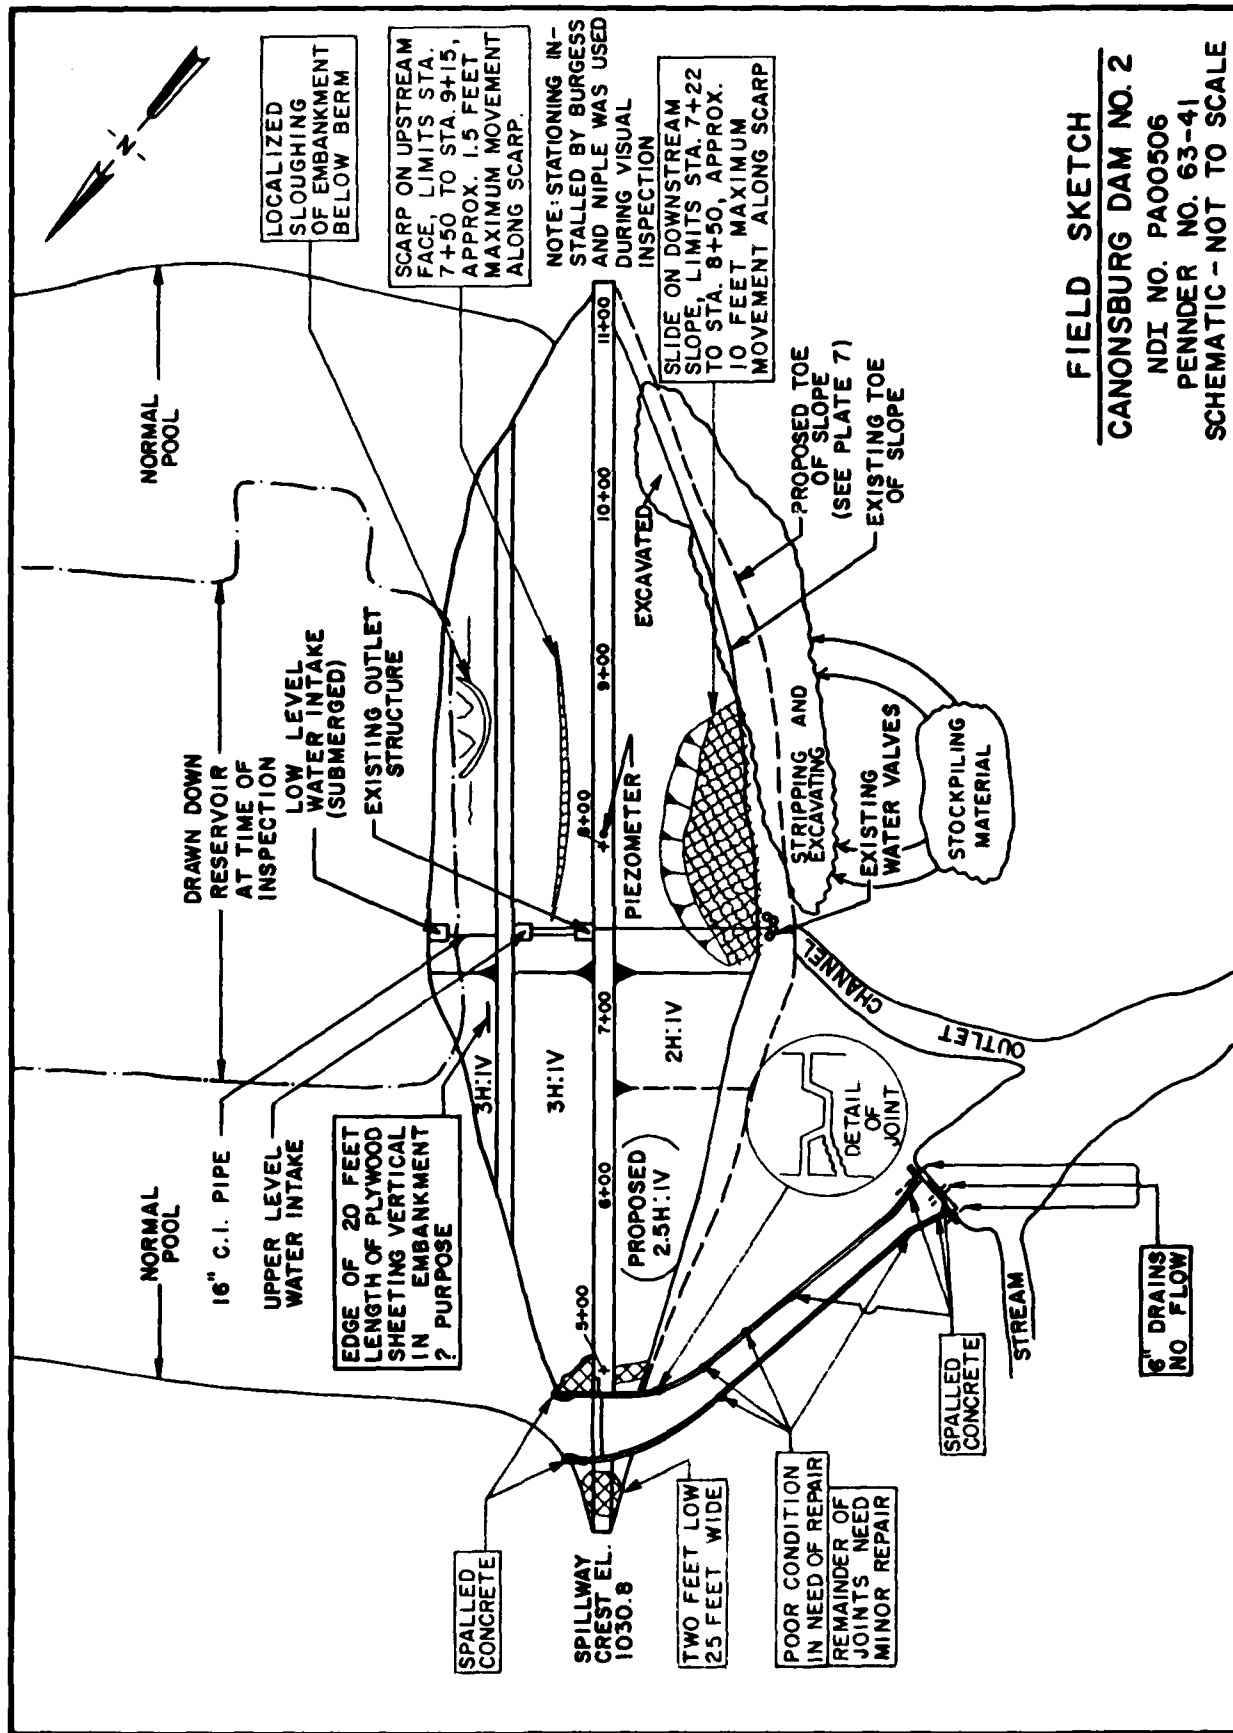 NORMAL
POOL
DRAWN DOWN
RESERVOIR
AT TIME OF
INSPECTION
NORMAL
POOL
N
16" C.I. PIPE
UPPER LEVEL
WATER INTAKE
LOW LEVEL
WATER INTAKE
(SUBMERGED)
EXISTING OUTLET
STRUCTURE
LOCALIZED
SLOUGHING
OF EMBANKMENT
BELOW BERM
EDGE OF 20 FEET
LENGTH OF PLYWOOD
SHEETING VERTICAL
IN EMBANKMENT
? PURPOSE
SCARP ON UPSTREAM
FACE, LIMITS STA.
7+50 TO STA. 9+15,
APPROX. 1.5 FEET
MAXIMUM MOVEMENT
ALONG SCARP.
3H:1V
3H:1V
SPALLED
CONCRETE
NOTE: STATIONING IN-
STALLED BY BURGESS
AND NIPLE WAS USED
DURING VISUAL
INSPECTION
SPILLWAY
CREST EL.
1030.8
5+00
6+00
7+00
8+00
9+00
10+00
11+00
PROPOSED
2.5H:1V
2H:1V
PIEZOMETER
EXCAVATED
SLIDE ON DOWNSTREAM
SLOPE, LIMITS STA. 7+22
TO STA. 8+50, APPROX.
10 FEET MAXIMUM
MOVEMENT ALONG SCARP
TWO FEET LOW
25 FEET WIDE
POOR CONDITION
IN NEED OF REPAIR
REMAINDER OF
JOINTS NEED
MINOR REPAIR
DETAIL
OF
JOINT
STRIPPING AND
EXCAVATING
PROPOSED TOE
OF SLOPE
(SEE PLATE 7)
EXISTING TOE
OF SLOPE
EXISTING
WATER VALVES
OUTLET CHANNEL
STOCKPILING
MATERIAL
SPALLED
CONCRETE
STREAM
6" DRAINS
NO FLOW
FIELD SKETCH
CANONSBURG DAM NO. 2
NDI NO. PA00506
PENNDER NO. 63-41
SCHEMATIC - NOT TO SCALE